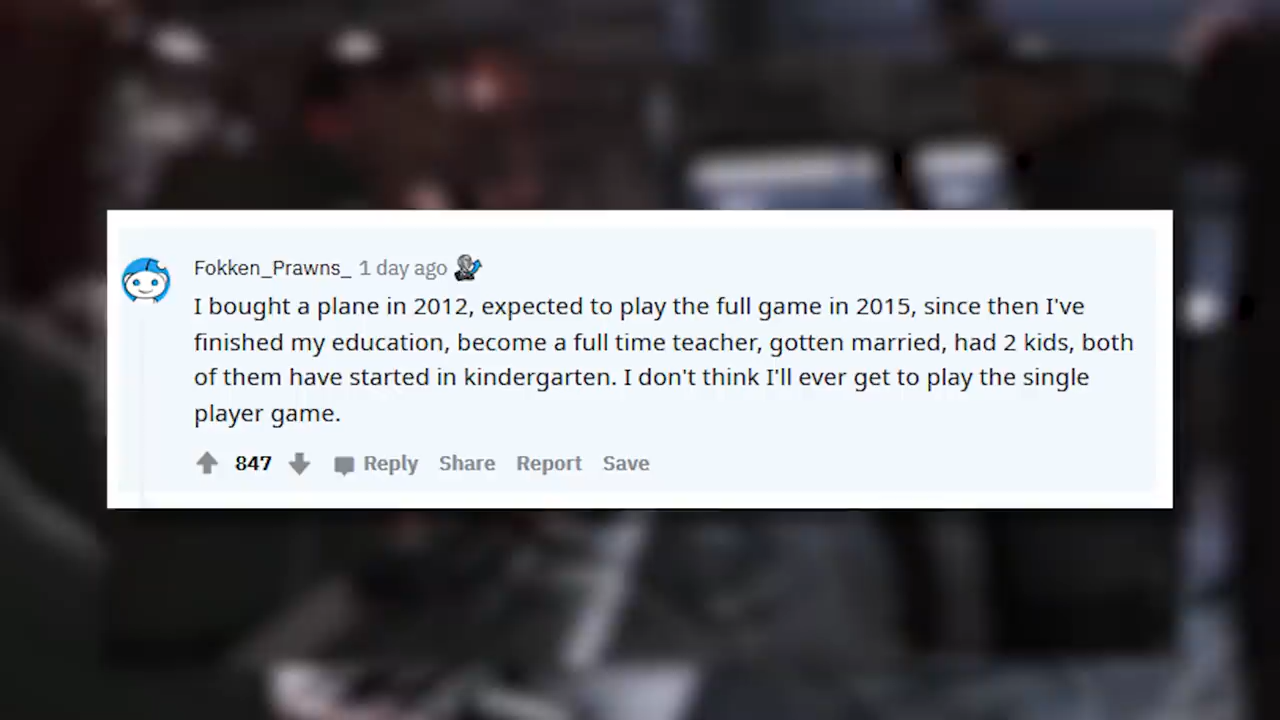 Fokken_Prawns_ 1 day ago
I bought a plane in 2012, expected to play the full game in 2015, since then I've
finished my education, become a full time teacher, gotten married, had 2 kids, both
of them have started in kindergarten. I don't think I'll ever get to play the single
player game.
847 Reply Share Report Save